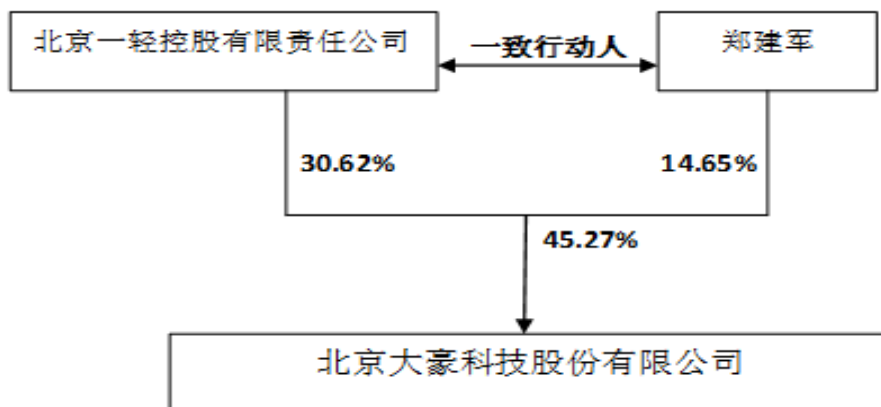 北京一轻控股有限责任公司
一致行动人
郑建军
30.62%
14.65%
45.27%
北京大豪科技股份有限公司